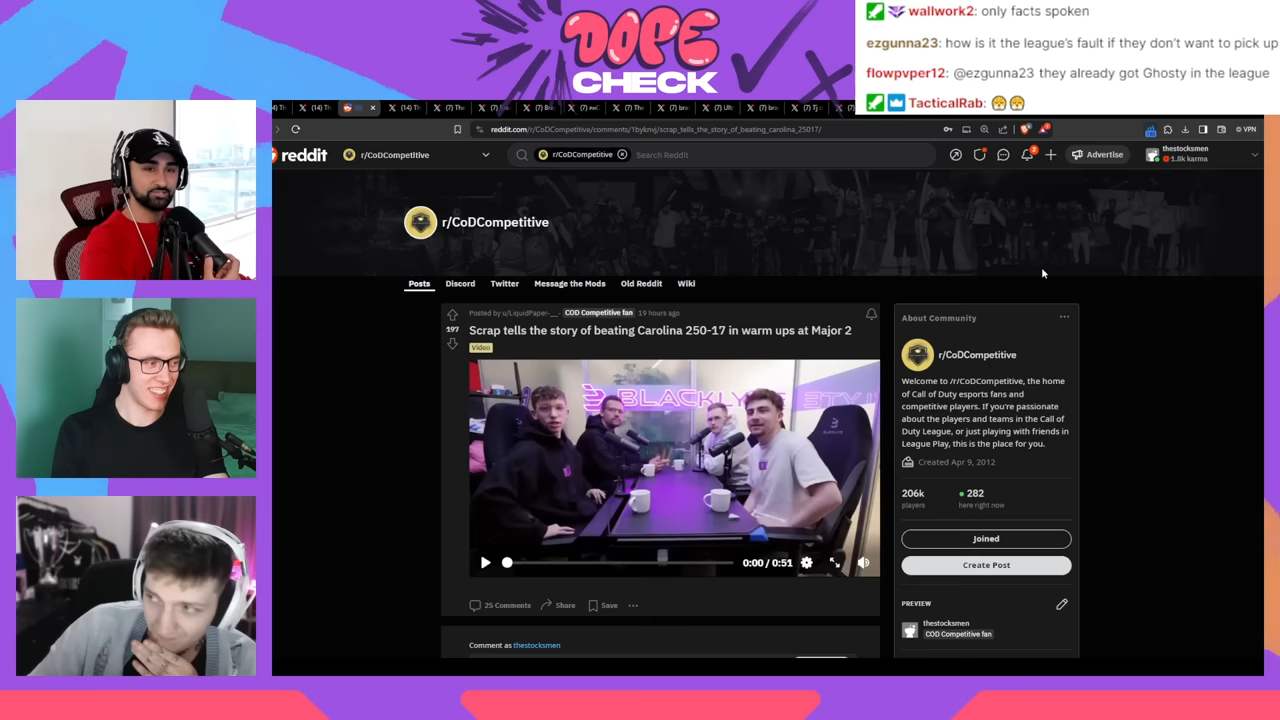 DOPE
CHECK
wallwork2: only facts spoken
ezgunna23: how is it the league's fault if they don't want to pick up
flowpvper12: @ezgunna23 they already got Ghosty in the league
TacticalRab:
reddit.com/r/CoDCompetitive/comments/1byknvj/scrap_tells_the_story_of_beating_carolina_25017/
VPN
reddit
r/CoDCompetitive
r/CoDCompetitive
Search Reddit
2
Advertise
thestocksmen
1.8k karma
r/CoDCompetitive
Posts
Discord
Twitter
Message the Mods
Old Reddit
Wiki
197
Posted by u/LiquidPaper-__- COD Competitive fan 19 hours ago
Scrap tells the story of beating Carolina 250-17 in warm ups at Major 2
Video
BLACKLY
0:00 / 0:51
25 Comments
Share
Save
Comment as thestocksmen
About Community
r/CoDCompetitive
Welcome to /r/CoDCompetitive, the home
of Call of Duty esports fans and
competitive players. If you're passionate
about the players and teams in the Call of
Duty League, or just playing with friends in
League Play, this is the place for you.
Created Apr 9, 2012
206k
players
282
here right now
Joined
Create Post
PREVIEW
thestocksmen
COD Competitive fan